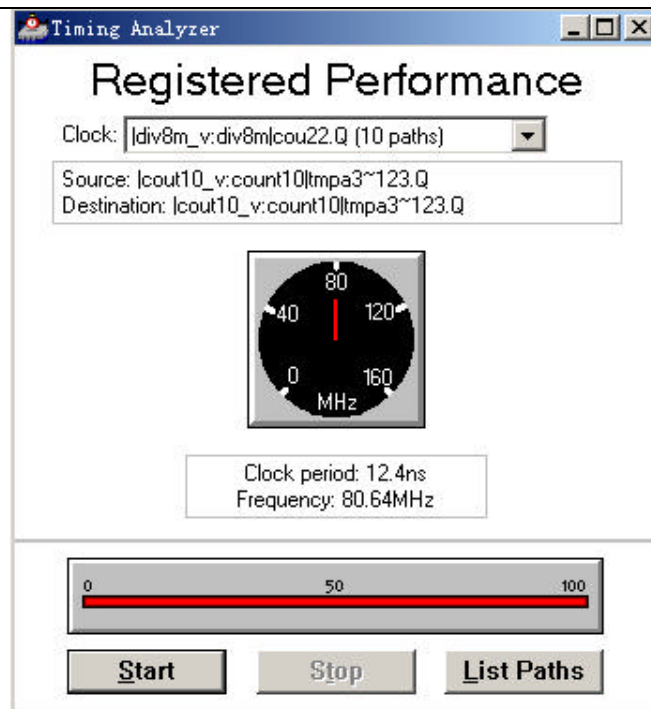 Timing Analyzer
Registered Performance
Clock: |div8m_v:div8m|cou22.Q (10 paths)
Source: |cout10_v:count10|tmpa3~123.Q
Destination: |cout10_v:count10|tmpa3~123.Q
80
40 120
0 160
MHz
Clock period: 12.4ns
Frequency: 80.64MHz
0 50 100
Start Stop List Paths